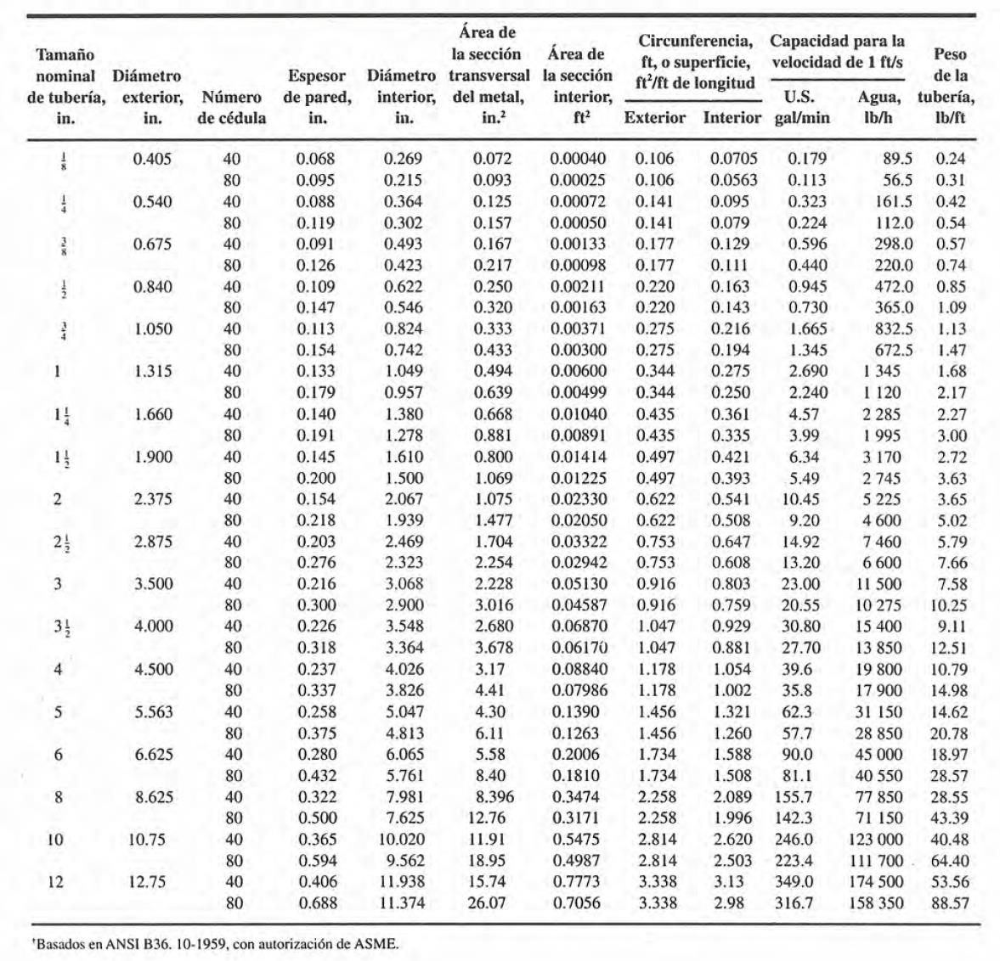 Tamaño nominal de tubería, in. Diámetro exterior, in. Número de cédula Espesor de pared, in. Diámetro interior, in. Área de la sección transversal del metal, in.² Área de la sección interior, ft² Circunferencia, ft, o superficie, ft²/ft de longitud Capacidad para la velocidad de 1 ft/s Peso de la tubería, lb/ft
Exterior Interior U.S. gal/min Agua, lb/h
1/8 0.405 40 0.068 0.269 0.072 0.00040 0.106 0.0705 0.179 89.5 0.24
80 0.095 0.215 0.093 0.00025 0.106 0.0563 0.113 56.5 0.31
1/4 0.540 40 0.088 0.364 0.125 0.00072 0.141 0.095 0.323 161.5 0.42
80 0.119 0.302 0.157 0.00050 0.141 0.079 0.224 112.0 0.54
3/8 0.675 40 0.091 0.493 0.167 0.00133 0.177 0.129 0.596 298.0 0.57
80 0.126 0.423 0.217 0.00098 0.177 0.111 0.440 220.0 0.74
1/2 0.840 40 0.109 0.622 0.250 0.00211 0.220 0.163 0.945 472.0 0.85
80 0.147 0.546 0.320 0.00163 0.220 0.143 0.730 365.0 1.09
3/4 1.050 40 0.113 0.824 0.333 0.00371 0.275 0.216 1.665 832.5 1.13
80 0.154 0.742 0.433 0.00300 0.275 0.194 1.345 672.5 1.47
1 1.315 40 0.133 1.049 0.494 0.00600 0.344 0.275 2.690 1 345 1.68
80 0.179 0.957 0.639 0.00499 0.344 0.250 2.240 1 120 2.17
1 1/4 1.660 40 0.140 1.380 0.668 0.01040 0.435 0.361 4.57 2 285 2.27
80 0.191 1.278 0.881 0.00891 0.435 0.335 3.99 1 995 3.00
1 1/2 1.900 40 0.145 1.610 0.800 0.01414 0.497 0.421 6.34 3 170 2.72
80 0.200 1.500 1.069 0.01225 0.497 0.393 5.49 2 745 3.63
2 2.375 40 0.154 2.067 1.075 0.02330 0.622 0.541 10.45 5 225 3.65
80 0.218 1.939 1.477 0.02050 0.622 0.508 9.20 4 600 5.02
2 1/2 2.875 40 0.203 2.469 1.704 0.03322 0.753 0.647 14.92 7 460 5.79
80 0.276 2.323 2.254 0.02942 0.753 0.608 13.20 6 600 7.66
3 3.500 40 0.216 3.068 2.228 0.05130 0.916 0.803 23.00 11 500 7.58
80 0.300 2.900 3.016 0.04587 0.916 0.759 20.55 10 275 10.25
3 1/2 4.000 40 0.226 3.548 2.680 0.06870 1.047 0.929 30.80 15 400 9.11
80 0.318 3.364 3.678 0.06170 1.047 0.881 27.70 13 850 12.51
4 4.500 40 0.237 4.026 3.17 0.08840 1.178 1.054 39.6 19 800 10.79
80 0.337 3.826 4.41 0.07986 1.178 1.002 35.8 17 900 14.98
5 5.563 40 0.258 5.047 4.30 0.1390 1.456 1.321 62.3 31 150 14.62
80 0.375 4.813 6.11 0.1263 1.456 1.260 57.7 28 850 20.78
6 6.625 40 0.280 6.065 5.58 0.2006 1.734 1.588 90.0 45 000 18.97
80 0.432 5.761 8.40 0.1810 1.734 1.508 81.1 40 550 28.57
8 8.625 40 0.322 7.981 8.396 0.3474 2.258 2.089 155.7 77 850 28.55
80 0.500 7.625 12.76 0.3171 2.258 1.996 142.3 71 150 43.39
10 10.75 40 0.365 10.020 11.91 0.5475 2.814 2.620 246.0 123 000 40.48
80 0.594 9.562 18.95 0.4987 2.814 2.503 223.4 111 700 64.40
12 12.75 40 0.406 11.938 15.74 0.7773 3.338 3.13 349.0 174 500 53.56
80 0.688 11.374 26.07 0.7056 3.338 2.98 316.7 158 350 88.57
†Basados en ANSI B36. 10-1959, con autorización de ASME.